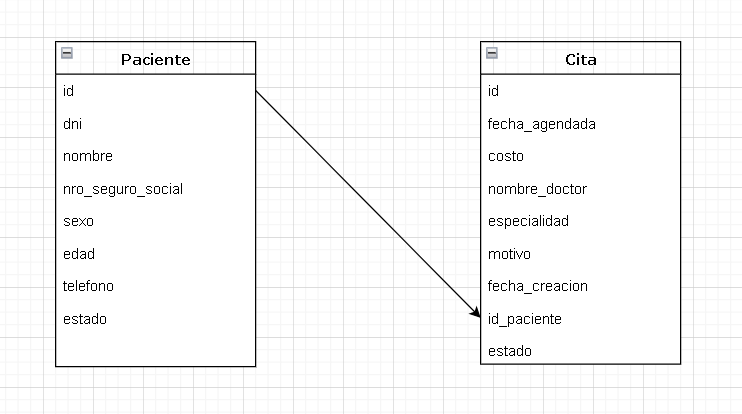 Paciente
id
dni
nombre
nro_seguro_social
sexo
edad
telefono
estado
Cita
id
fecha_agendada
costo
nombre_doctor
especialidad
motivo
fecha_creacion
id_paciente
estado